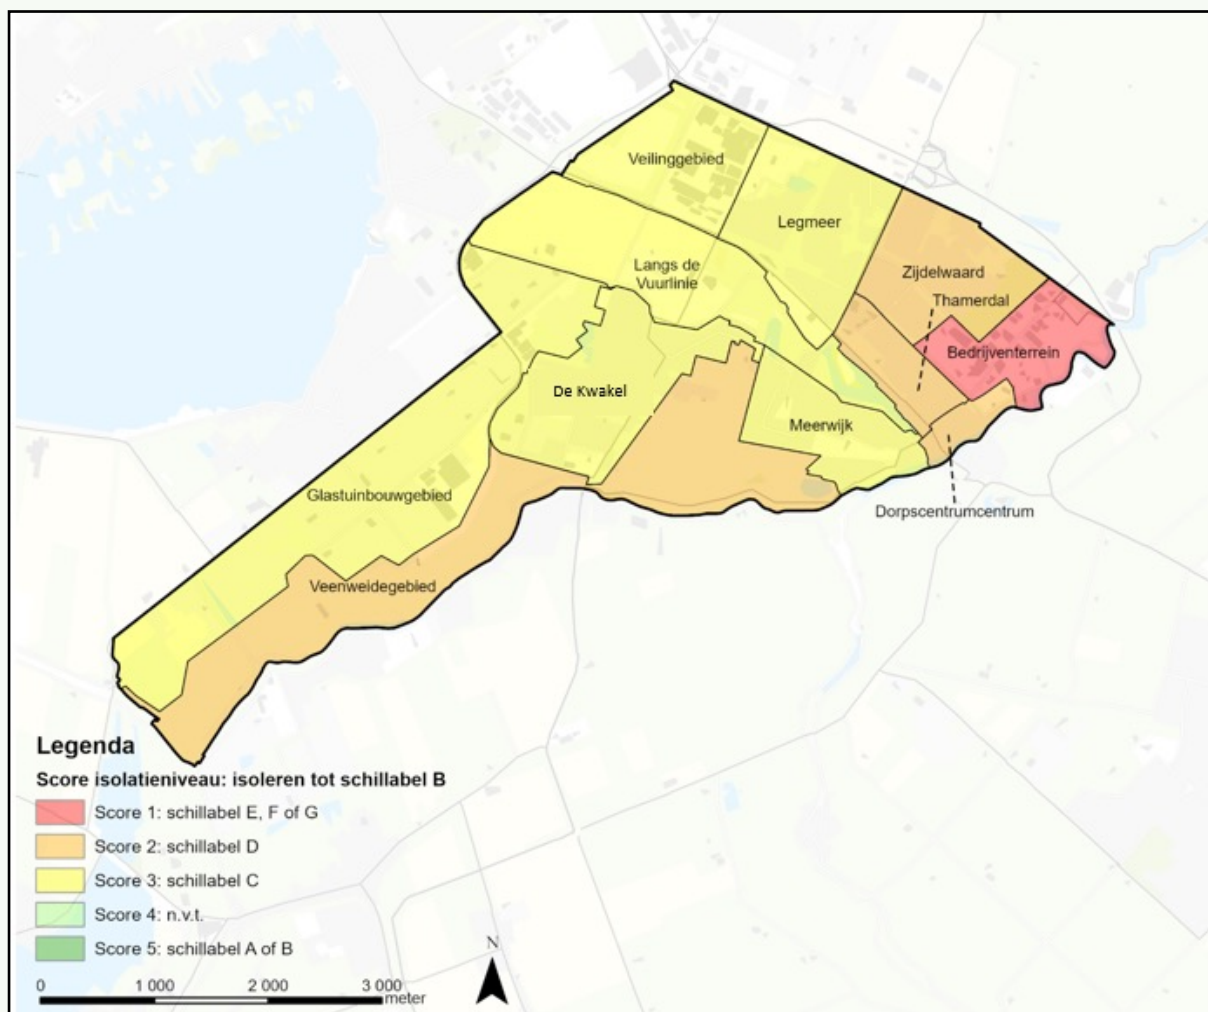 Veilinggebied
Legmeer
Langs de
Vuurlinie
Zijdelwaard
Thamerdal
Bedrijventerrein
De Kwakel
Meerwijk
Glastuinbouwgebied
Dorpscentrumcentrum
Veenweidegebied
Legenda
Score isolatieniveau: isoleren tot schillabel B
Score 1: schillabel E, F of G
Score 2: schillabel D
Score 3: schillabel C
Score 4: n.v.t.
Score 5: schillabel A of B
0 1 000 2 000 3 000
meter
N